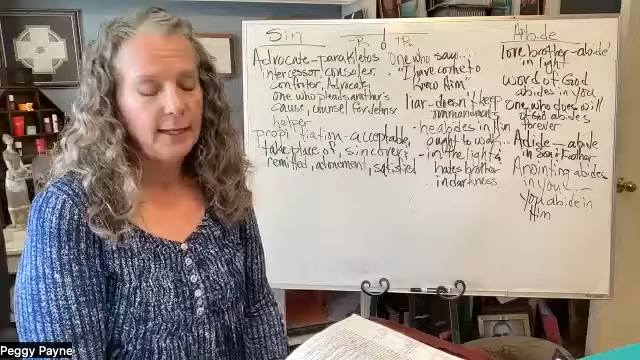 Sin
Advocate-parakletos
intercessor, consoler,
comforter, Advocate,
one who pleads another's
cause, counsel for defense
helper
propitiation-acceptable,
take place of, sin cover,
remitted, atonement, satisfied
0
One who say....
"I have come to
know Him"
liar-doesn't keep
commandments
-he abides in Him
ought to walk...
-in the light &
hates brother
in darkness
Abide
love brother-abide
in light
word of God
abides in you
one who does will
of God abides
forever
Abide-abide
in Son & Father
Anointing abides
in you...
You abide in
Him
Peggy Payne